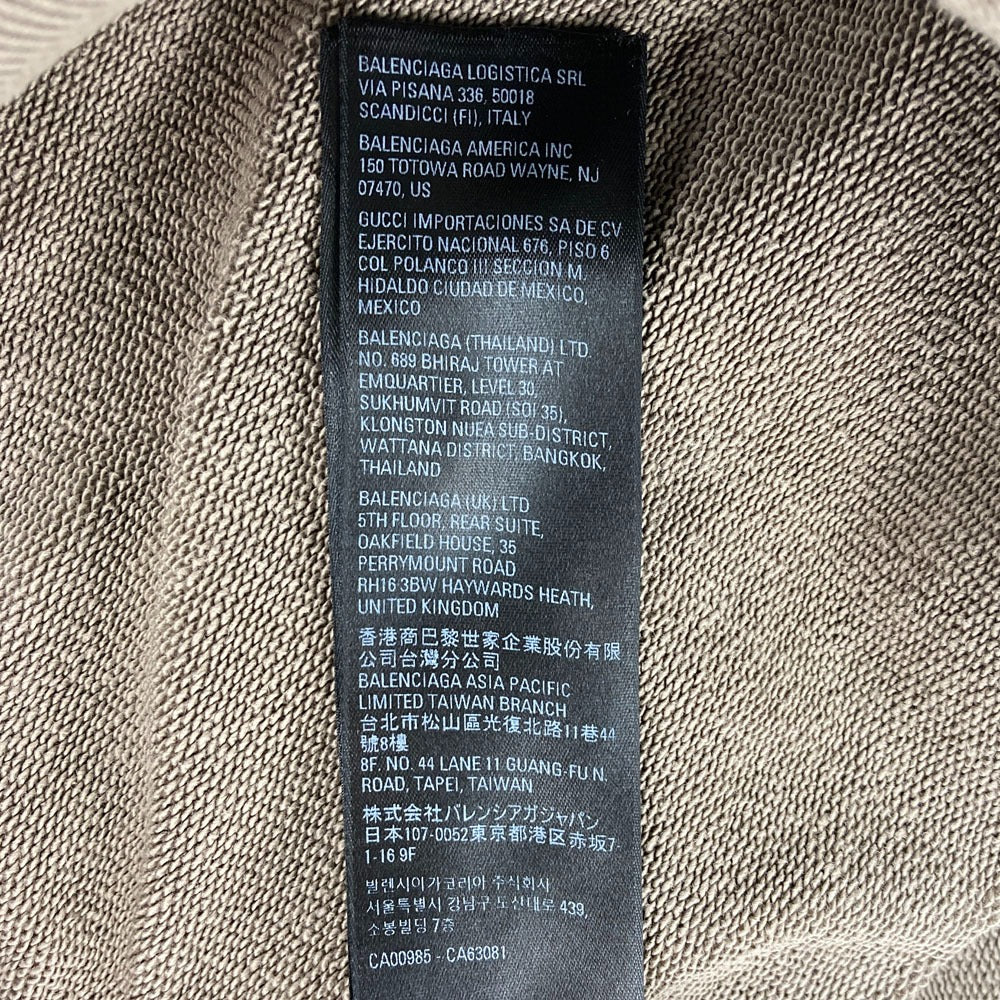 BALENCIAGA LOGISTICA SRL
VIA PISANA 336, 50018
SCANDICCI (FI), ITALY
BALENCIAGA AMERICA INC
150 TOTOWA ROAD WAYNE, NJ
07470, US
GUCCI IMPORTACIONES SA DE CV
EJERCITO NACIONAL 676, PISO 6
COL POLANCO III SECCION M
HIDALDO CIUDAD DE MEXICO,
MEXICO
BALENCIAGA (THAILAND) LTD.
NO. 689 BHIRAJ TOWER AT
EMQUARTIER, LEVEL 30,
SUKHUMVIT ROAD (SOI 35),
KLONGTON NUEA SUB-DISTRICT,
WATTANA DISTRICT, BANGKOK,
THAILAND
BALENCIAGA (UK) LTD
5TH FLOOR, REAR SUITE,
OAKFIELD HOUSE, 35
PERRYMOUNT ROAD
RH16 3BW HAYWARDS HEATH,
UNITED KINGDOM
香港商巴黎世家企業股份有限
公司台灣分公司
BALENCIAGA ASIA PACIFIC
LIMITED TAIWAN BRANCH
台北市松山區光復北路11巷44
號8樓
8F. NO. 44 LANE 11 GUANG-FU N.
ROAD, TAPEI, TAIWAN
株式会社バレンシアガジャパン
日本107-0052東京都港区赤坂7-
1-16 9F
발렌시아가코리아 주식회사
서울특별시 강남구 도산대로 439,
소봉빌딩 7층
CA00985 - CA63081